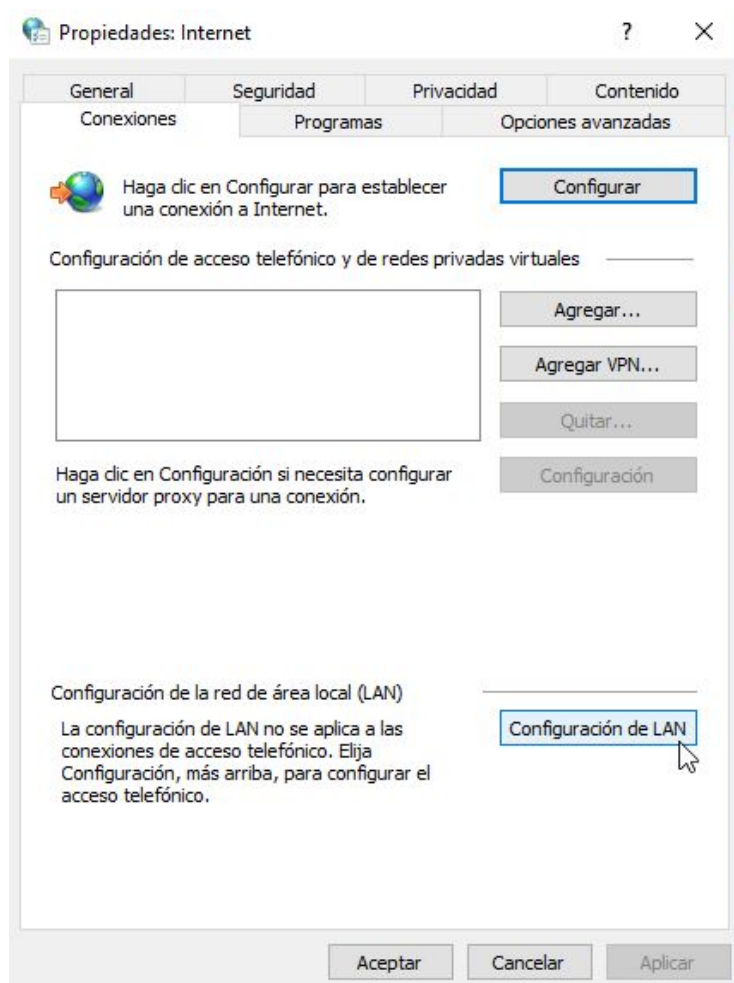 Propiedades: Internet
?
General
Seguridad
Privacidad
Contenido
Conexiones
Programas
Opciones avanzadas
Haga clic en Configurar para establecer
una conexión a Internet.
Configurar
Configuración de acceso telefónico y de redes privadas virtuales
Agregar...
Agregar VPN...
Quitar...
Haga clic en Configuración si necesita configurar
un servidor proxy para una conexión.
Configuración
Configuración de la red de área local (LAN)
La configuración de LAN no se aplica a las
conexiones de acceso telefónico. Elija
Configuración, más arriba, para configurar el
acceso telefónico.
Configuración de LAN
Aceptar
Cancelar
Aplicar